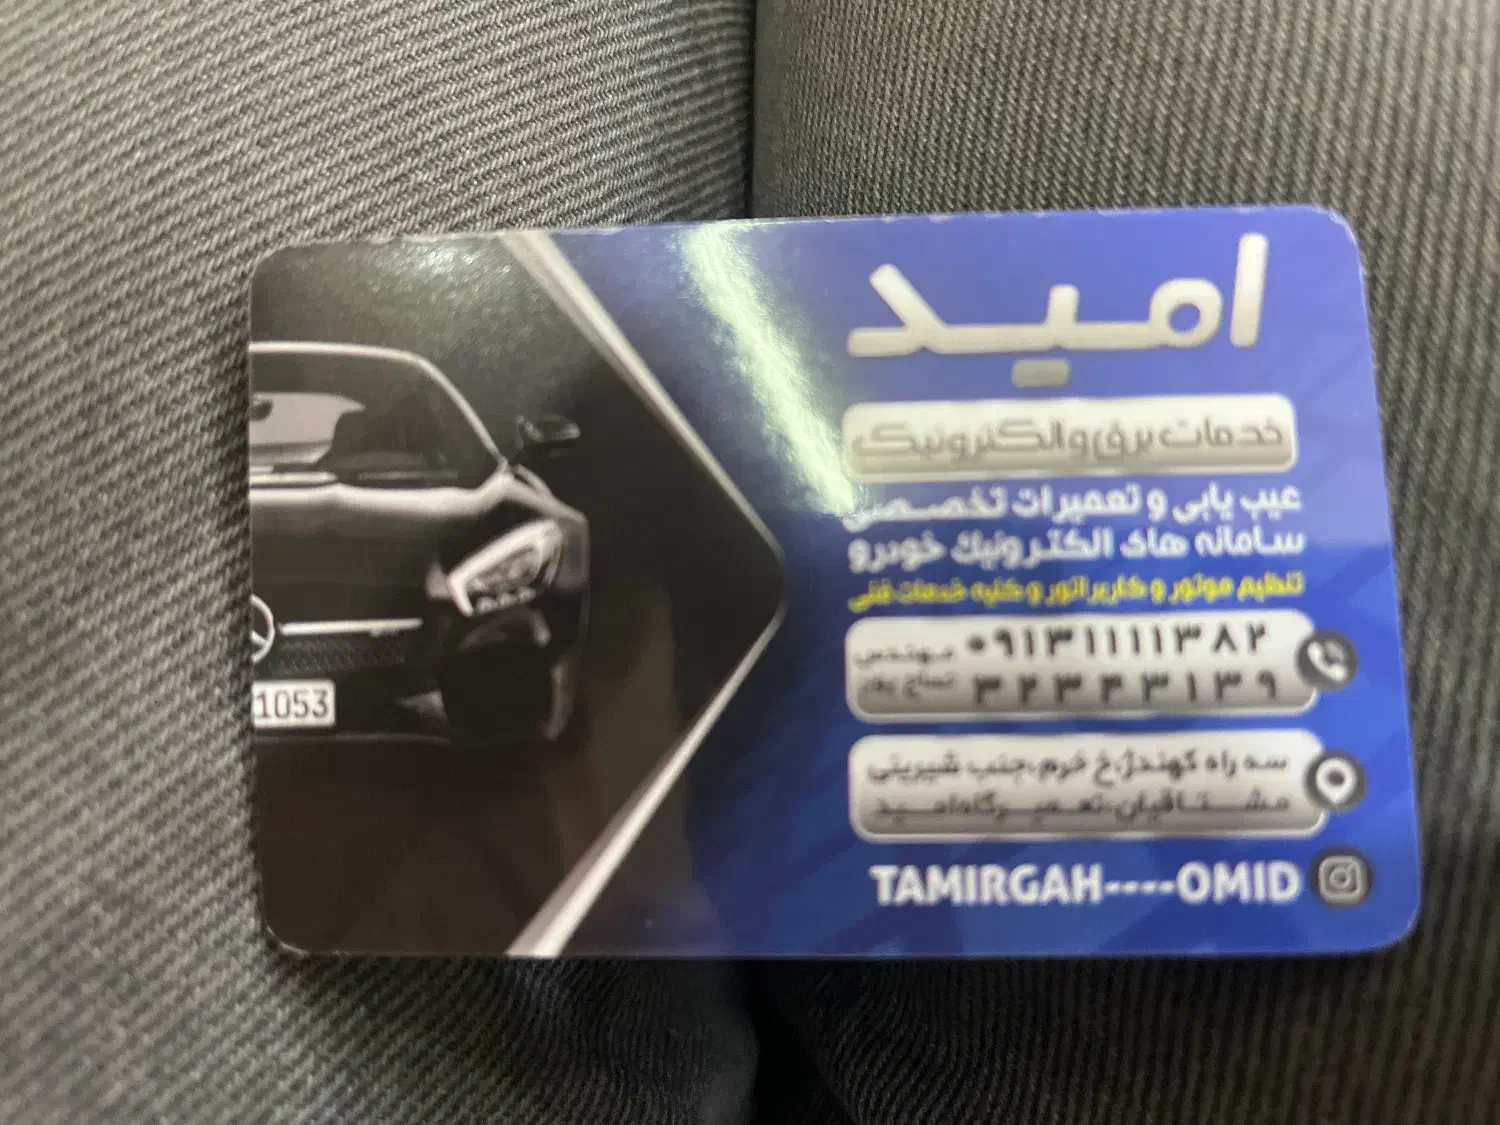 امید
خدمات برق و الکترونیک
عیب یابی و تعمیرات تخصصی
سامانه های الکترونیک خودرو
تنظیم موتور و کاربراتور و کلیه خدمات فنی
۰۹۱۳۱۱۱۱۳۸۲ مهندس
۳۲۳۴۳۱۳۹
سه راه کهندژ، خ خرم، جنب شیرینی
مشتاقیان، تعمیرگاه امید
TAMIRGAH----OMID
1053